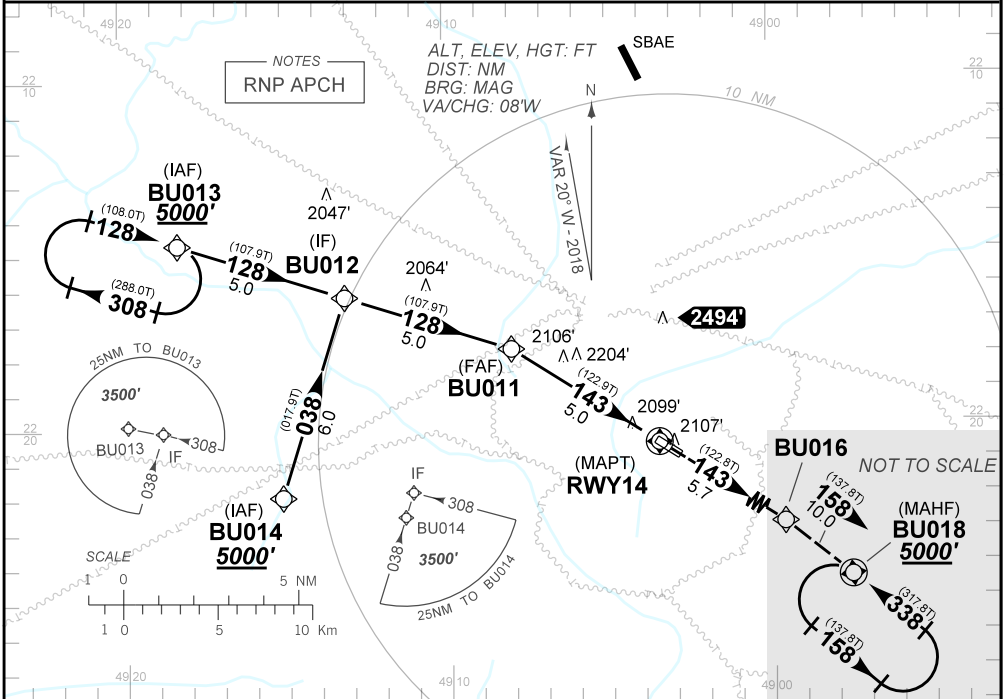 49 20
49 10
49 00
NOTES
RNP APCH
ALT, ELEV, HGT: FT
DIST: NM
BRG: MAG
VA/CHG: 08'W
SBAE
22
10
22
10
10 NM
N
VAR 20° W - 2018
(IAF)
BU013
5000'
(108.0T)
128
(288.0T)
308
2047'
(IF)
BU012
(107.9T)
128
5.0
2064'
(107.9T)
128
5.0
2494'
2106'
2204'
(FAF)
BU011
(122.9T)
143
5.0
2099'
2107'
(MAPT)
RWY14
(122.8T)
143
5.7
(017.9T)
038
6.0
(IAF)
BU014
5000'
25NM TO BU013
3500'
BU013
IF
308
038
22
20
22
20
IF
308
BU014
038
3500'
25NM TO BU014
BU016
NOT TO SCALE
(137.8T)
158
10.0
(MAHF)
BU018
5000'
(317.8T)
338
(137.8T)
158
SCALE
1 0 5 NM
1 0 5 10 Km
49 20
49 10
49 00